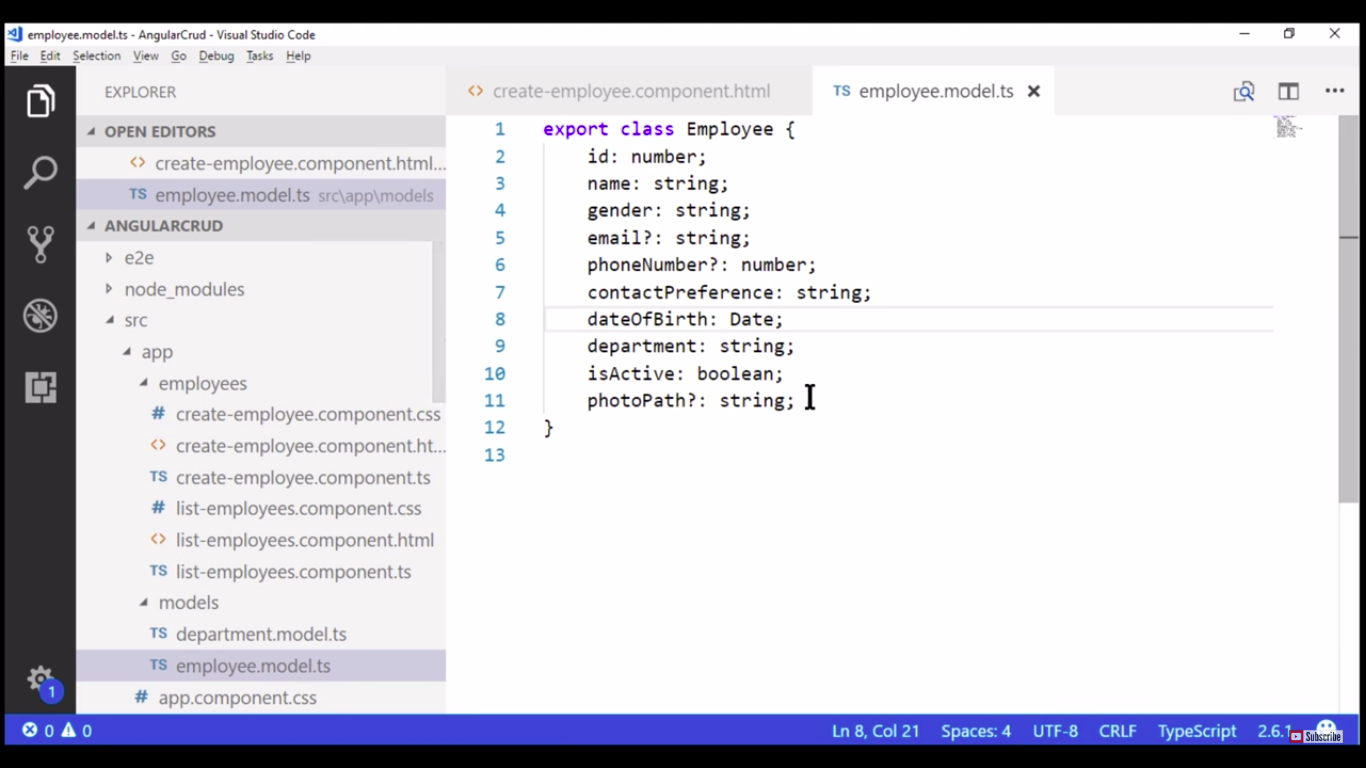 employee.model.ts - AngularCrud - Visual Studio Code
File Edit Selection View Go Debug Tasks Help
EXPLORER
OPEN EDITORS
create-employee.component.html...
employee.model.ts src\app\models
ANGULARCRUD
e2e
node_modules
src
app
employees
create-employee.component.css
create-employee.component.ht...
create-employee.component.ts
list-employees.component.css
list-employees.component.html
list-employees.component.ts
models
department.model.ts
employee.model.ts
app.component.css
create-employee.component.html
TS employee.model.ts
1 export class Employee {
2 id: number;
3 name: string;
4 gender: string;
5 email?: string;
6 phoneNumber?: number;
7 contactPreference: string;
8 dateOfBirth: Date;
9 department: string;
10 isActive: boolean;
11 photoPath?: string;
12 }
13
1
0 0
Ln 8, Col 21 Spaces: 4 UTF-8 CRLF TypeScript 2.6.1
Subscribe